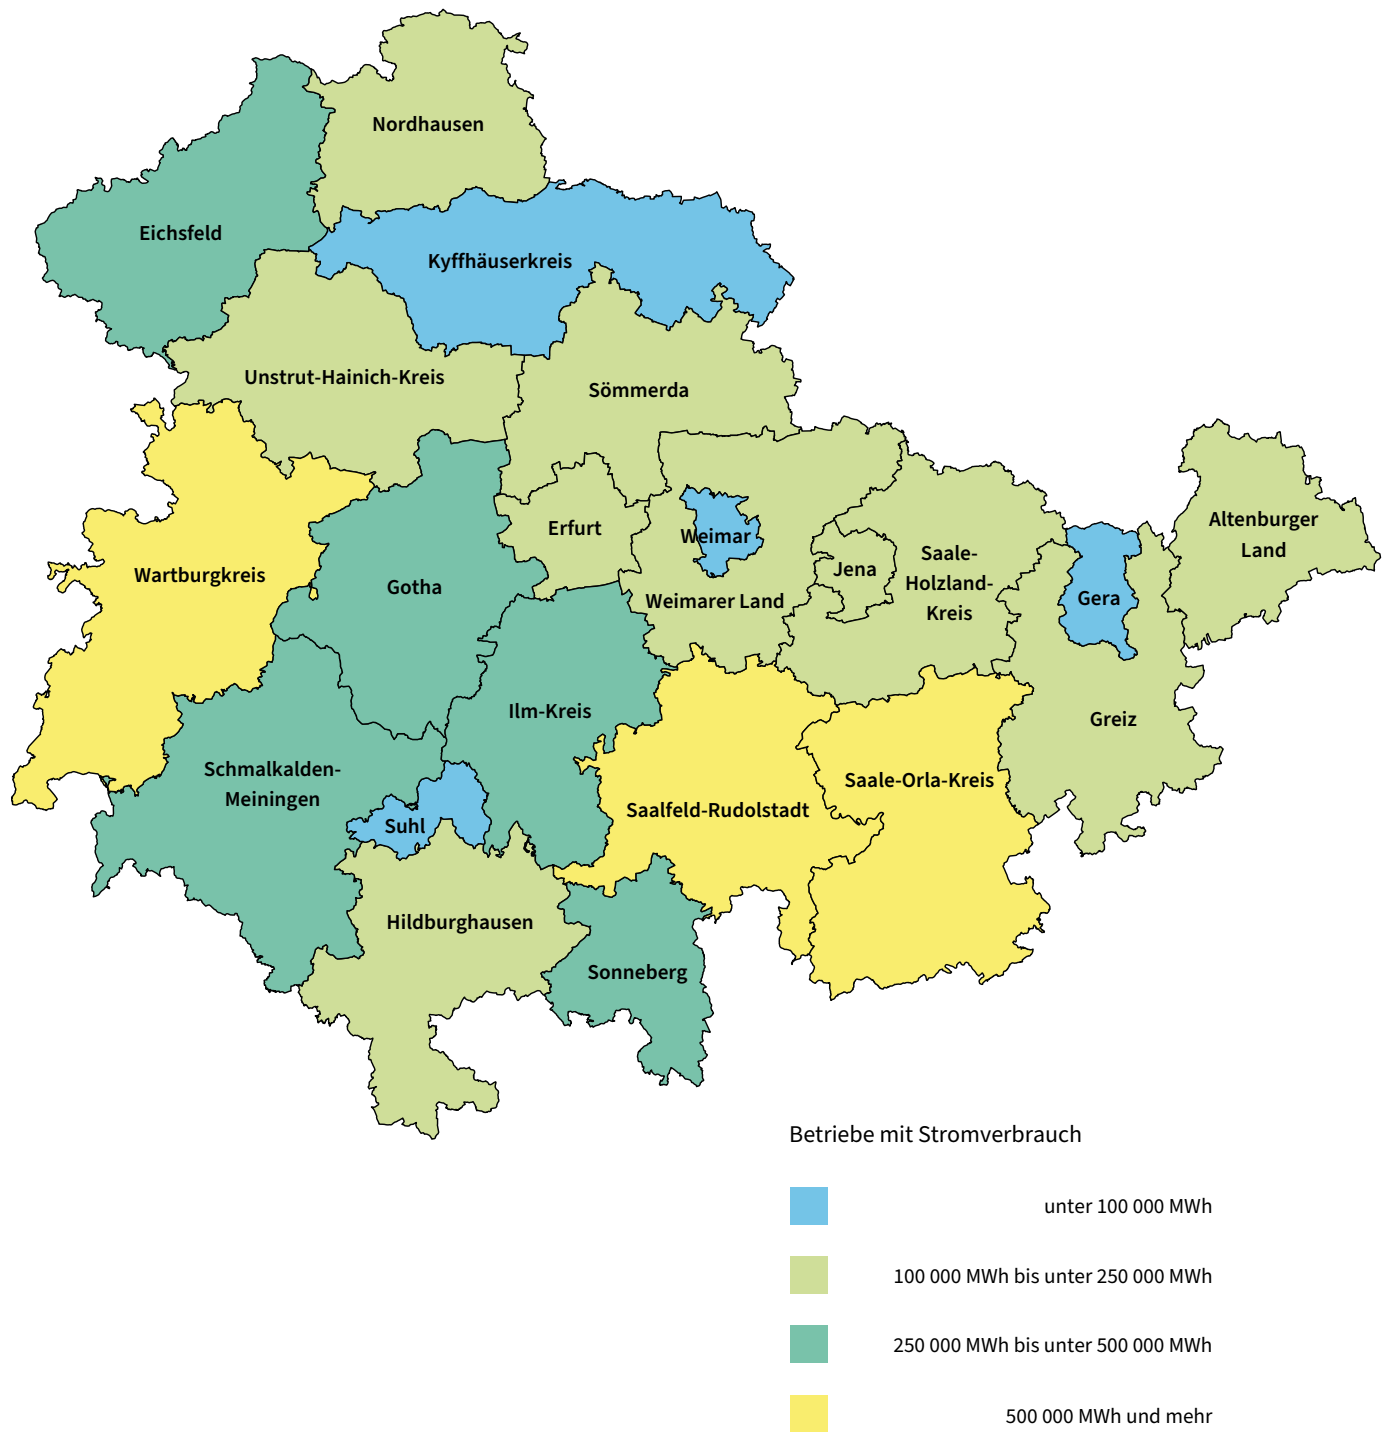 Nordhausen
Eichsfeld
Kyffhäuserkreis
Unstrut-Hainich-Kreis
Sömmerda
Altenburger
Land
Erfurt
Weimar
Jena
Saale-
Holzland-
Kreis
Wartburgkreis
Gotha
Weimarer Land
Gera
Ilm-Kreis
Greiz
Schmalkalden-
Meiningen
Saale-Orla-Kreis
Saalfeld-Rudolstadt
Suhl
Hildburghausen
Sonneberg
Betriebe mit Stromverbrauch
unter 100 000 MWh
100 000 MWh bis unter 250 000 MWh
250 000 MWh bis unter 500 000 MWh
500 000 MWh und mehr